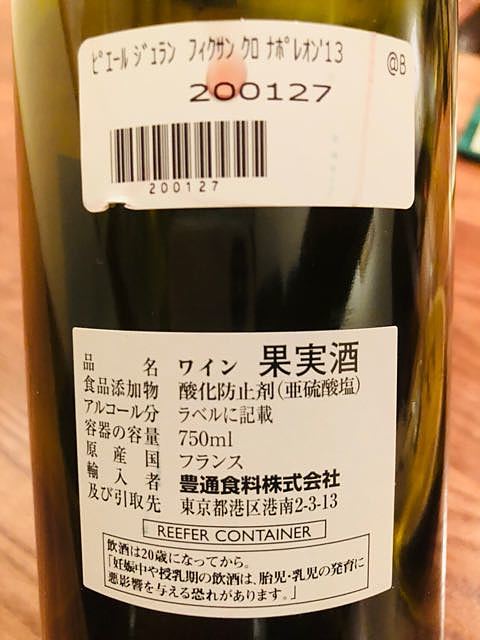 ピエール ジェラン フィクサン クロ ナポレオン'13
@B
200127
200127
品名 ワイン 果実酒
食品添加物 酸化防止剤(亜硫酸塩)
アルコール分 ラベルに記載
容器の容量 750ml
原産国 フランス
輸入者 豊通食料株式会社
及び引取先 東京都港区港南2-3-13
REEFER CONTAINER
飲酒は20歳になってから。
「妊娠中や授乳期の飲酒は、胎児・乳児の発育に
悪影響を与える恐れがあります。」